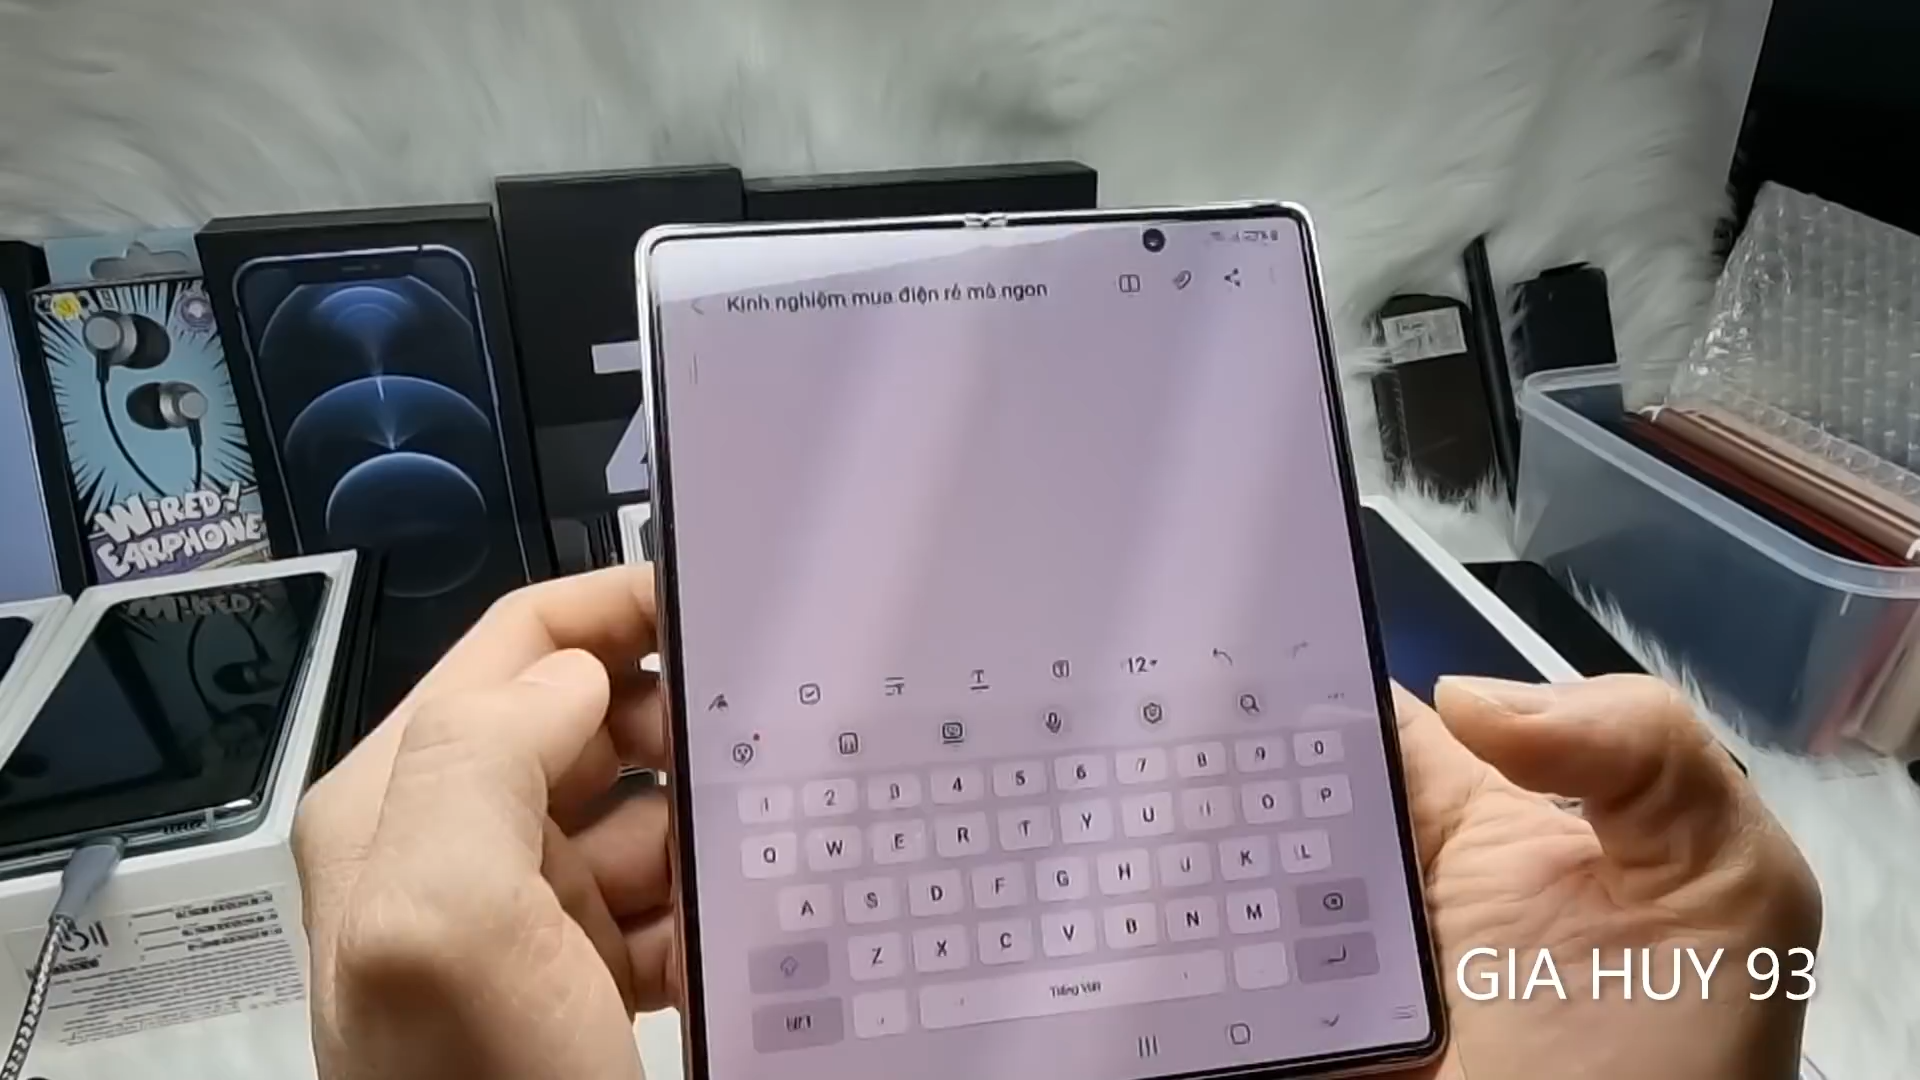 Kinh nghiệm mua điện rẻ mà ngon
WiRED!
EARPHONE
12
1 2 3 4 5 6 7 8 9 0
Q W E R T Y U I O P
A S D F G H J K L
Z X C V B N M
Tiếng Việt
GIA HUY 93